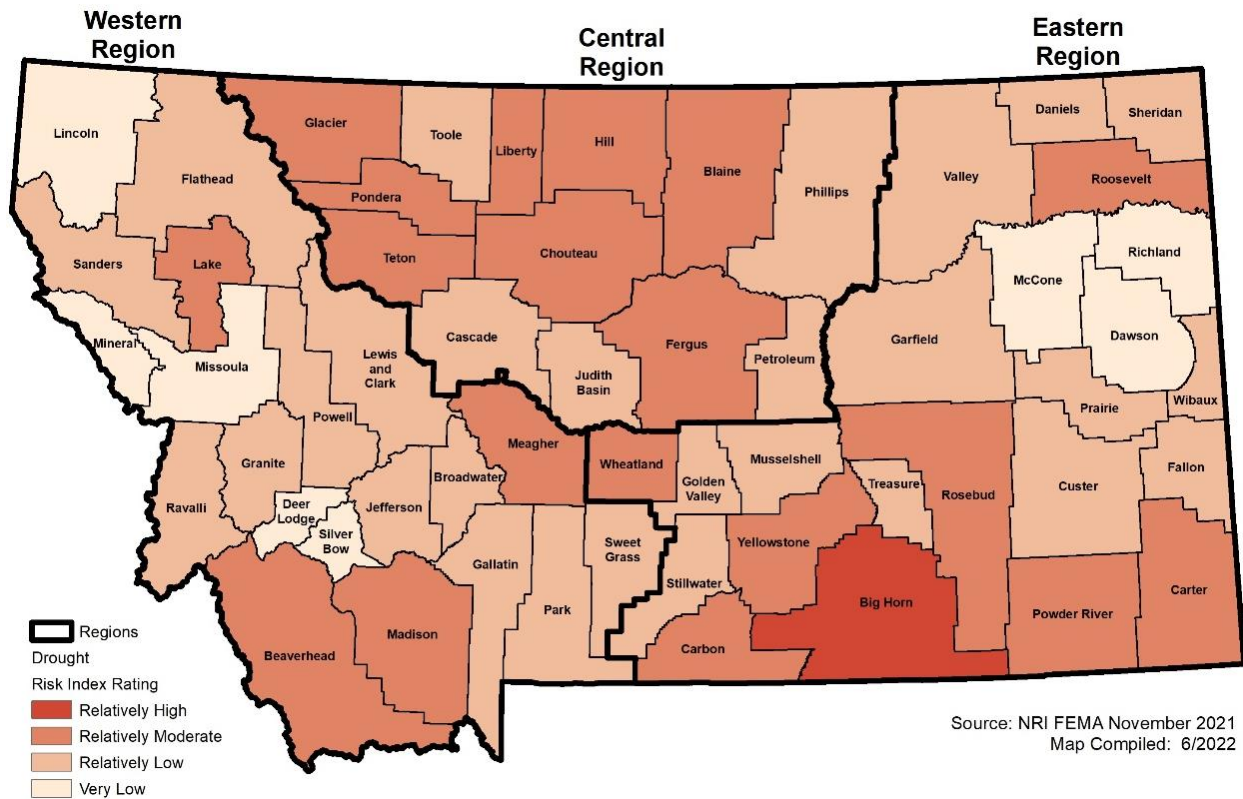 Western
Region
Central
Region
Eastern
Region
Lincoln
Flathead
Glacier
Toole
Liberty
Hill
Blaine
Phillips
Valley
Daniels
Sheridan
Roosevelt
Pondera
Teton
Chouteau
Sanders
Lake
McCone
Richland
Dawson
Mineral
Missoula
Lewis
and
Clark
Cascade
Judith
Basin
Fergus
Petroleum
Garfield
Prairie
Wibaux
Powell
Granite
Meagher
Wheatland
Golden
Valley
Musselshell
Treasure
Rosebud
Custer
Fallon
Ravalli
Deer
Lodge
Silver
Bow
Jefferson
Broadwater
Gallatin
Park
Sweet
Grass
Stillwater
Yellowstone
Big Horn
Powder River
Carter
Beaverhead
Madison
Carbon
Regions
Drought
Risk Index Rating
Relatively High
Relatively Moderate
Relatively Low
Very Low
Source: NRI FEMA November 2021
Map Compiled: 6/2022